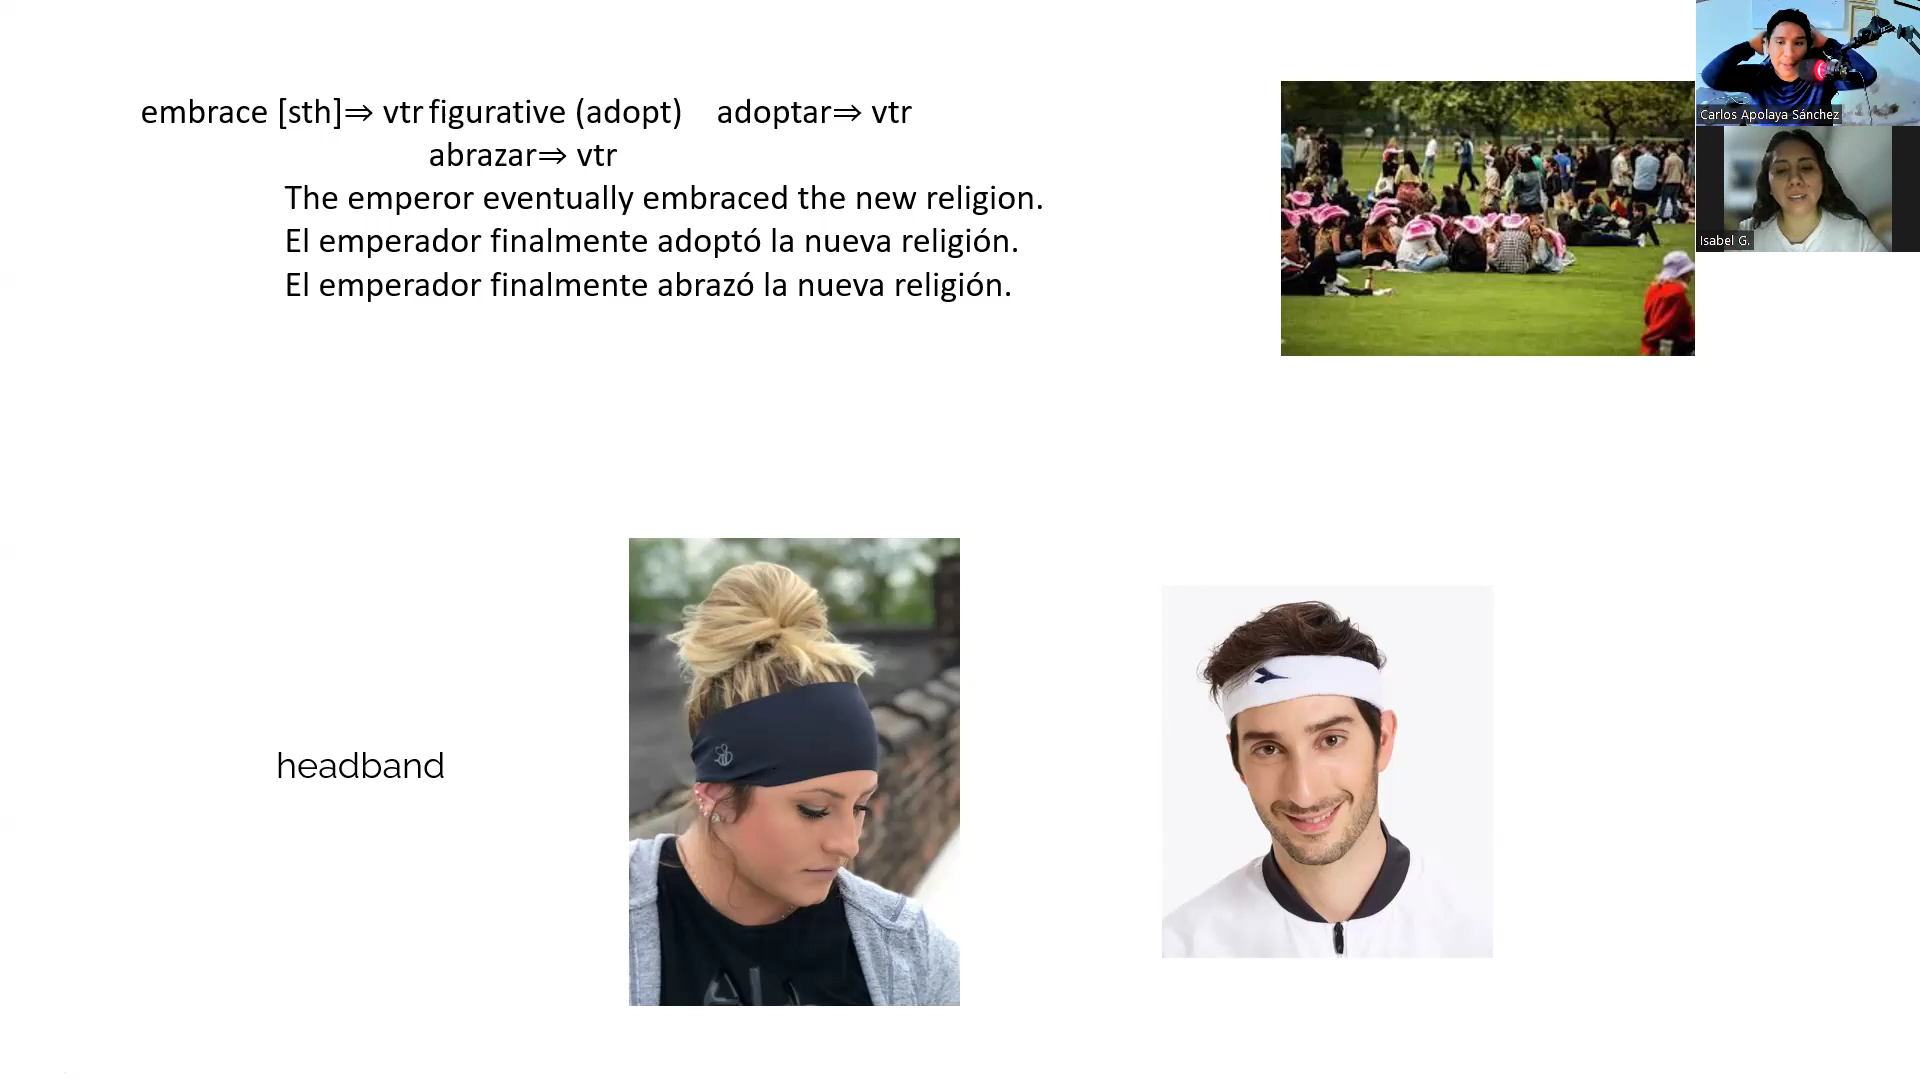 embrace [sth]⇒ vtr figurative (adopt) adoptar⇒ vtr
abrazar⇒ vtr
The emperor eventually embraced the new religion.
El emperador finalmente adoptó la nueva religión.
El emperador finalmente abrazó la nueva religión.
Carlos Apolaya Sánchez
Isabel G.
headband